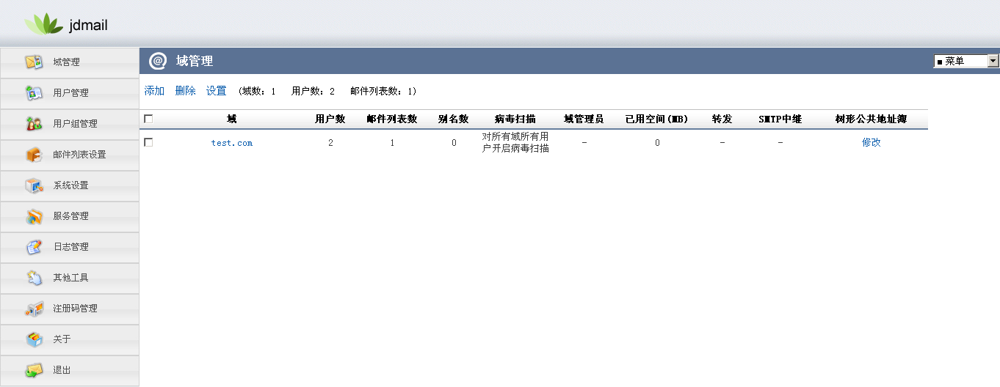 jdmail
域管理
用户管理
用户组管理
邮件列表设置
系统设置
服务管理
日志管理
其他工具
注册码管理
关于
退出
域管理
■ 菜单
添加 删除 设置 (域数: 1 用户数: 2 邮件列表数: 1)
域 用户数 邮件列表数 别名数 病毒扫描 域管理员 已用空间(MB) 转发 SMTP中继 树形公共地址簿
test.com 2 1 0 对所有域所有用 - 0 - - 修改
户开启病毒扫描